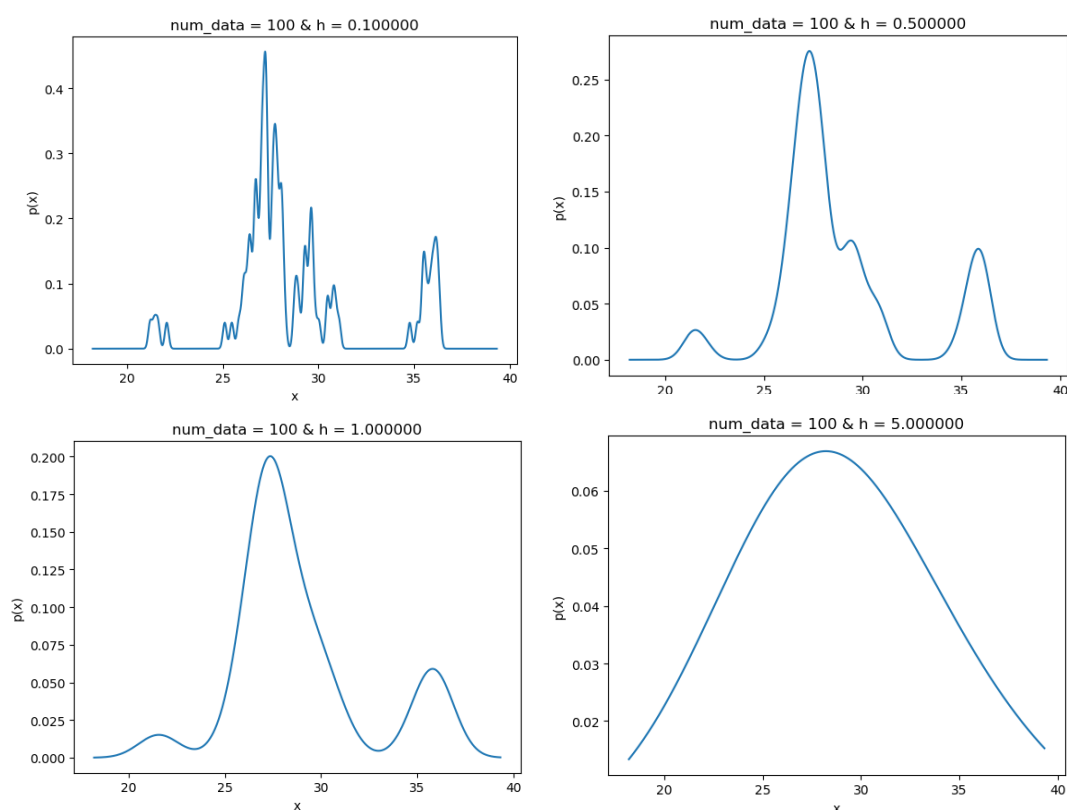 num_data = 100 & h = 0.100000
p(x)
0.4
0.3
0.2
0.1
0.0
20 25 30 35 40
x
num_data = 100 & h = 0.500000
p(x)
0.25
0.20
0.15
0.10
0.05
0.00
20 25 30 35 40
num_data = 100 & h = 1.000000
p(x)
0.200
0.175
0.150
0.125
0.100
0.075
0.050
0.025
0.000
20 25 30 35 40
x
num_data = 100 & h = 5.000000
p(x)
0.06
0.05
0.04
0.03
0.02
20 25 30 35 40
x